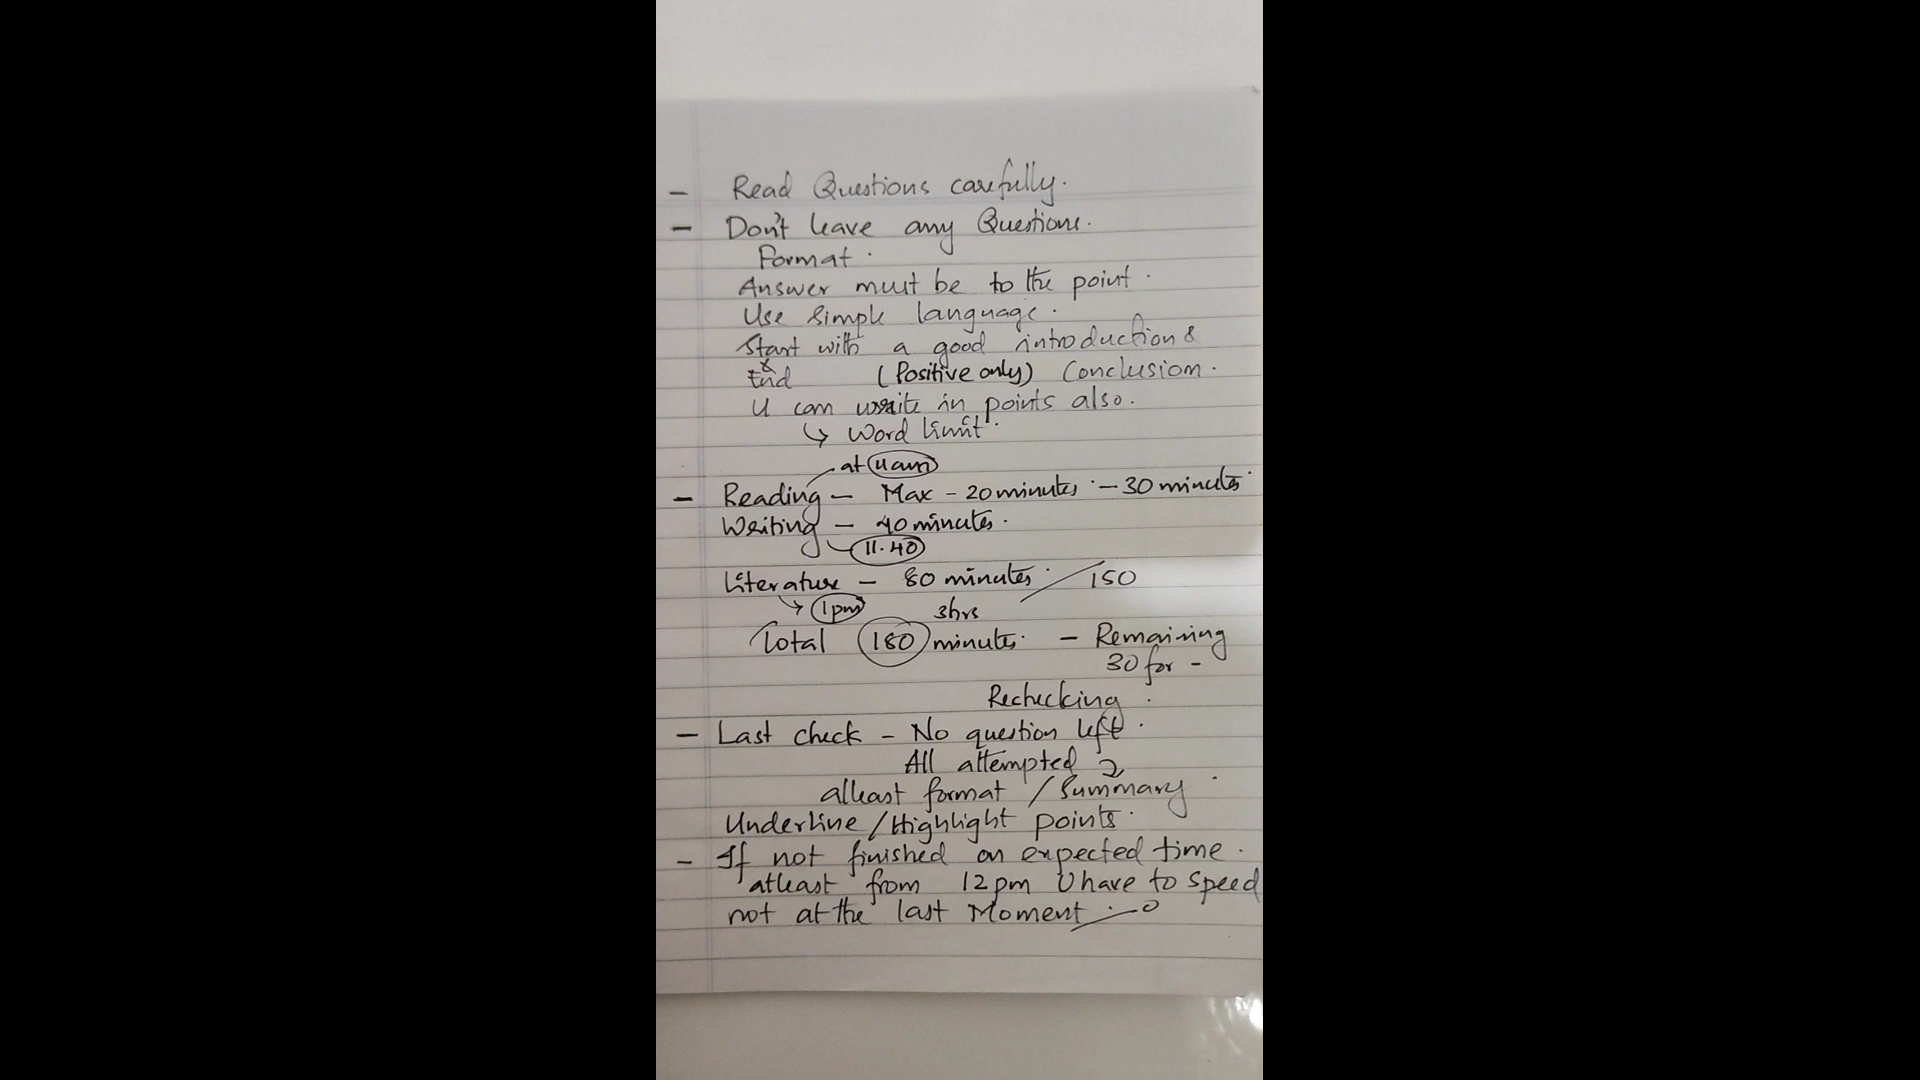 - Read Questions carefully.
- Don't leave any Questions.
Format.
Answer must be to the point.
Use simple language.
Start with a good introduction &
& End (Positive only) Conclusion.
U can write in points also.
↳ Word limit.
at 11am
- Reading - Max - 20 minutes - 30 minutes.
Writing - 40 minutes.
11.40
Literature - 80 minutes. / 150
→ 1pm 3hrs
Total 180 minutes. - Remaining
30 for -
Rechecking.
- Last check - No question left.
All attempted
atleast format / Summary.
Underline / Highlight points.
- If not finished on expected time.
atleast from 12pm U have to speed
not at the last Moment.